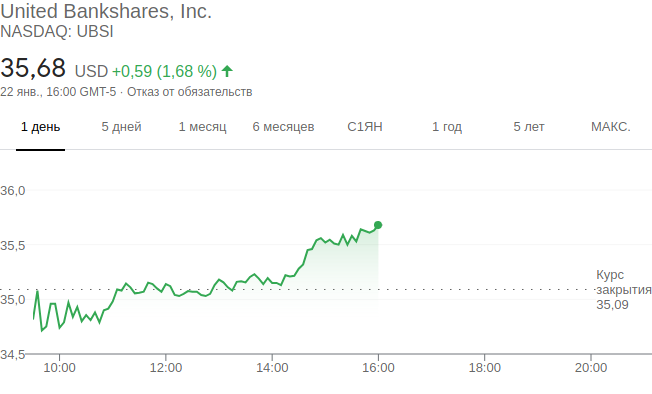 United Bankshares, Inc.
NASDAQ: UBSI
35,68 USD +0,59 (1,68 %)
22 янв., 16:00 GMT-5 · Отказ от обязательств
1 день 5 дней 1 месяц 6 месяцев С1ЯН 1 год 5 лет МАКС.
36,0
35,5
Курс
закрытия
35,0
35,09
34,5
10:00 12:00 14:00 16:00 18:00 20:00